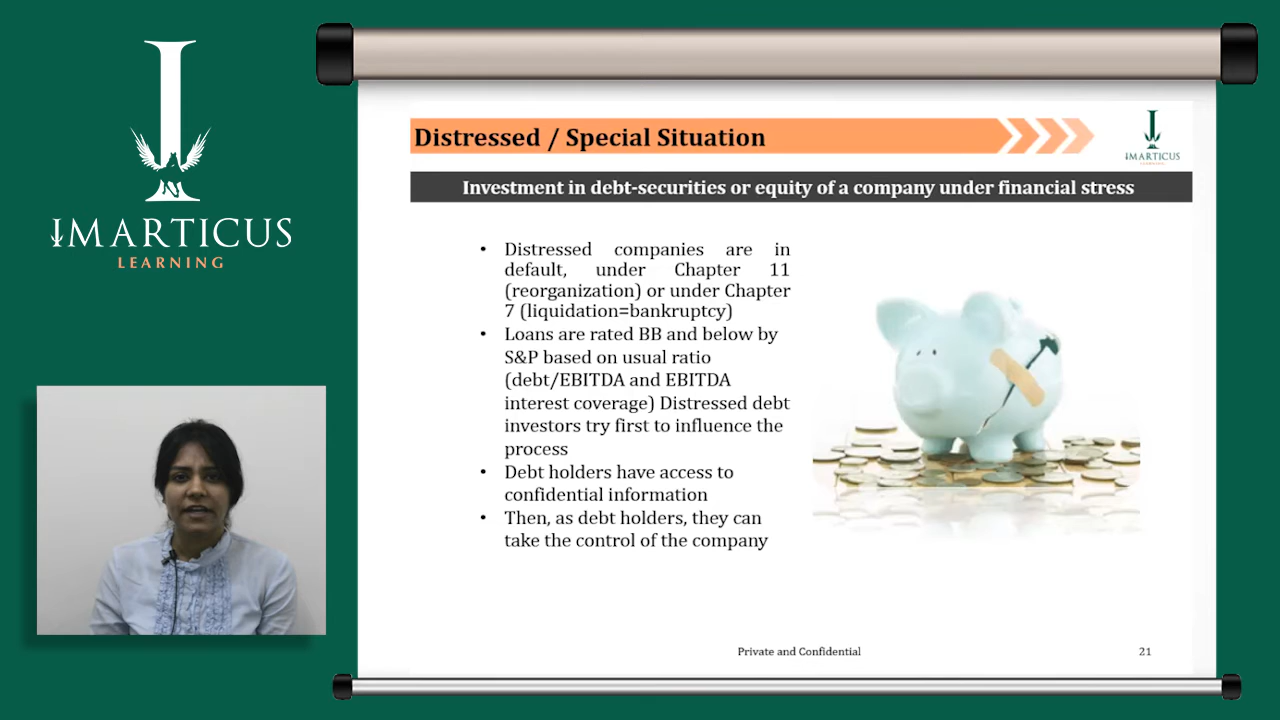 IMARTICUS
LEARNING
Distressed / Special Situation
IMARTICUS
LEARNING
Investment in debt-securities or equity of a company under financial stress
• Distressed companies are in
default, under Chapter 11
(reorganization) or under Chapter
7 (liquidation=bankruptcy)
• Loans are rated BB and below by
S&P based on usual ratio
(debt/EBITDA and EBITDA
interest coverage) Distressed debt
investors try first to influence the
process
• Debt holders have access to
confidential information
• Then, as debt holders, they can
take the control of the company
Private and Confidential
21